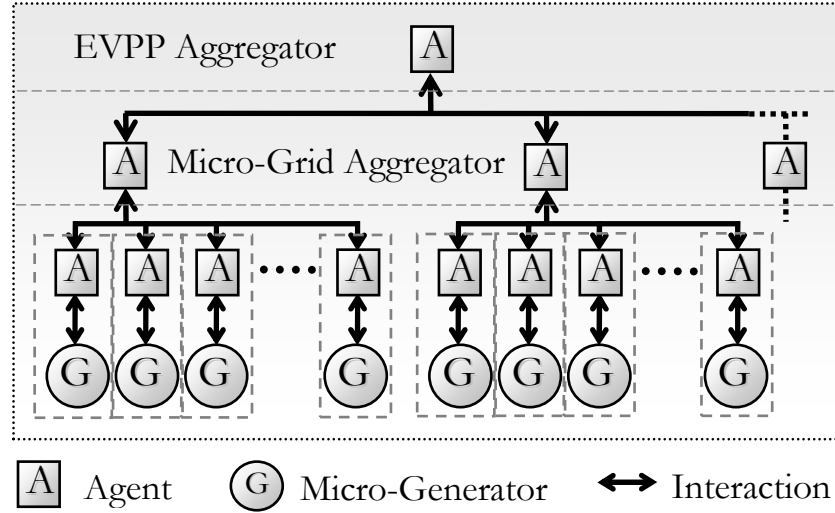 EVPP Aggregator A
A Micro-Grid Aggregator A A
A A A A A A A A
G G G G G G G G
A Agent G Micro-Generator Interaction